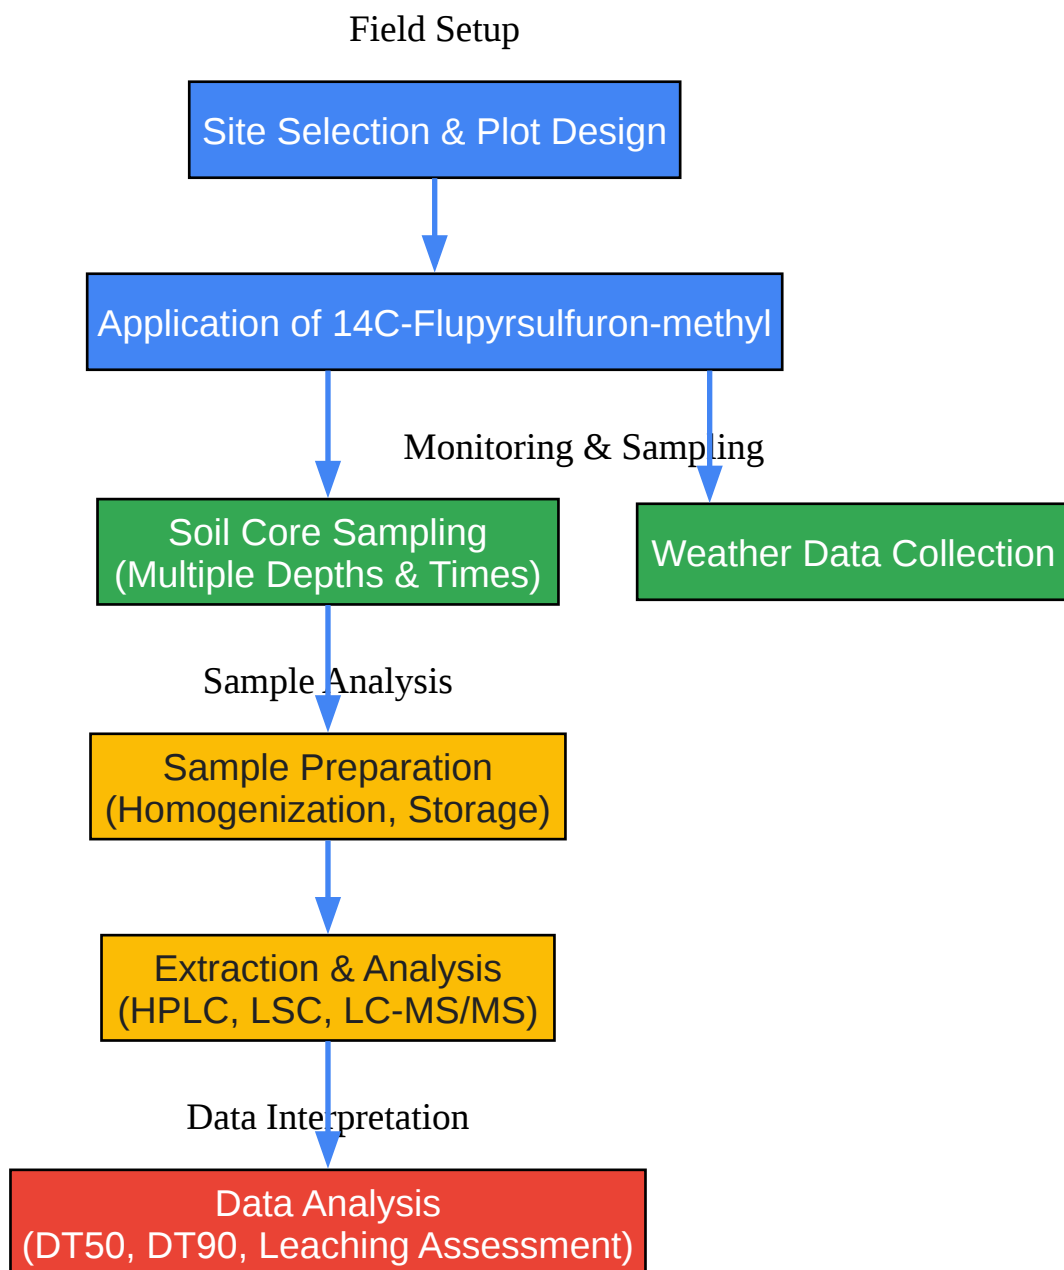 Field Setup
Site Selection & Plot Design
Application of 14C-Flupyrsulfuron-methyl
Monitoring & Sampling
Soil Core Sampling
(Multiple Depths & Times)
Weather Data Collection
Sample Analysis
Sample Preparation
(Homogenization, Storage)
Extraction & Analysis
(HPLC, LSC, LC-MS/MS)
Data Interpretation
Data Analysis
(DT50, DT90, Leaching Assessment)